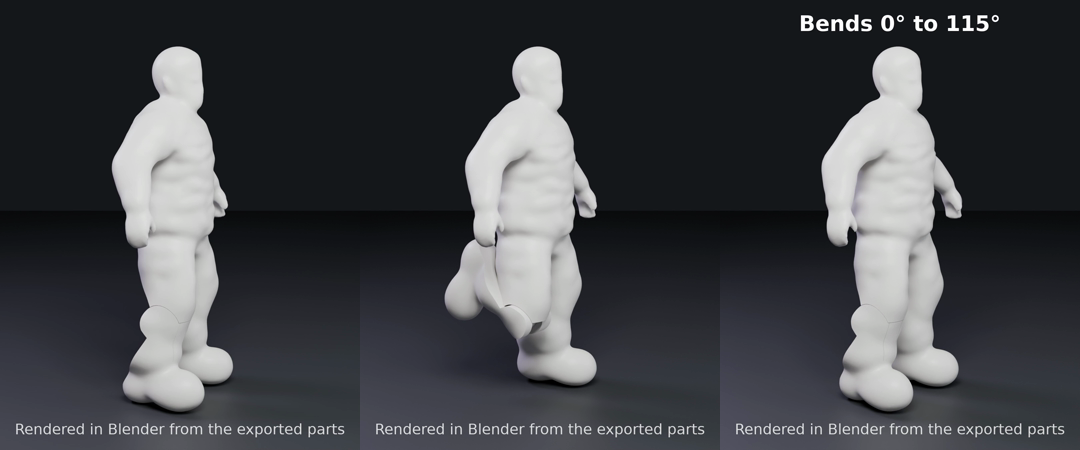 Bends 0° to 115°
Rendered in Blender from the exported parts
Rendered in Blender from the exported parts
Rendered in Blender from the exported parts